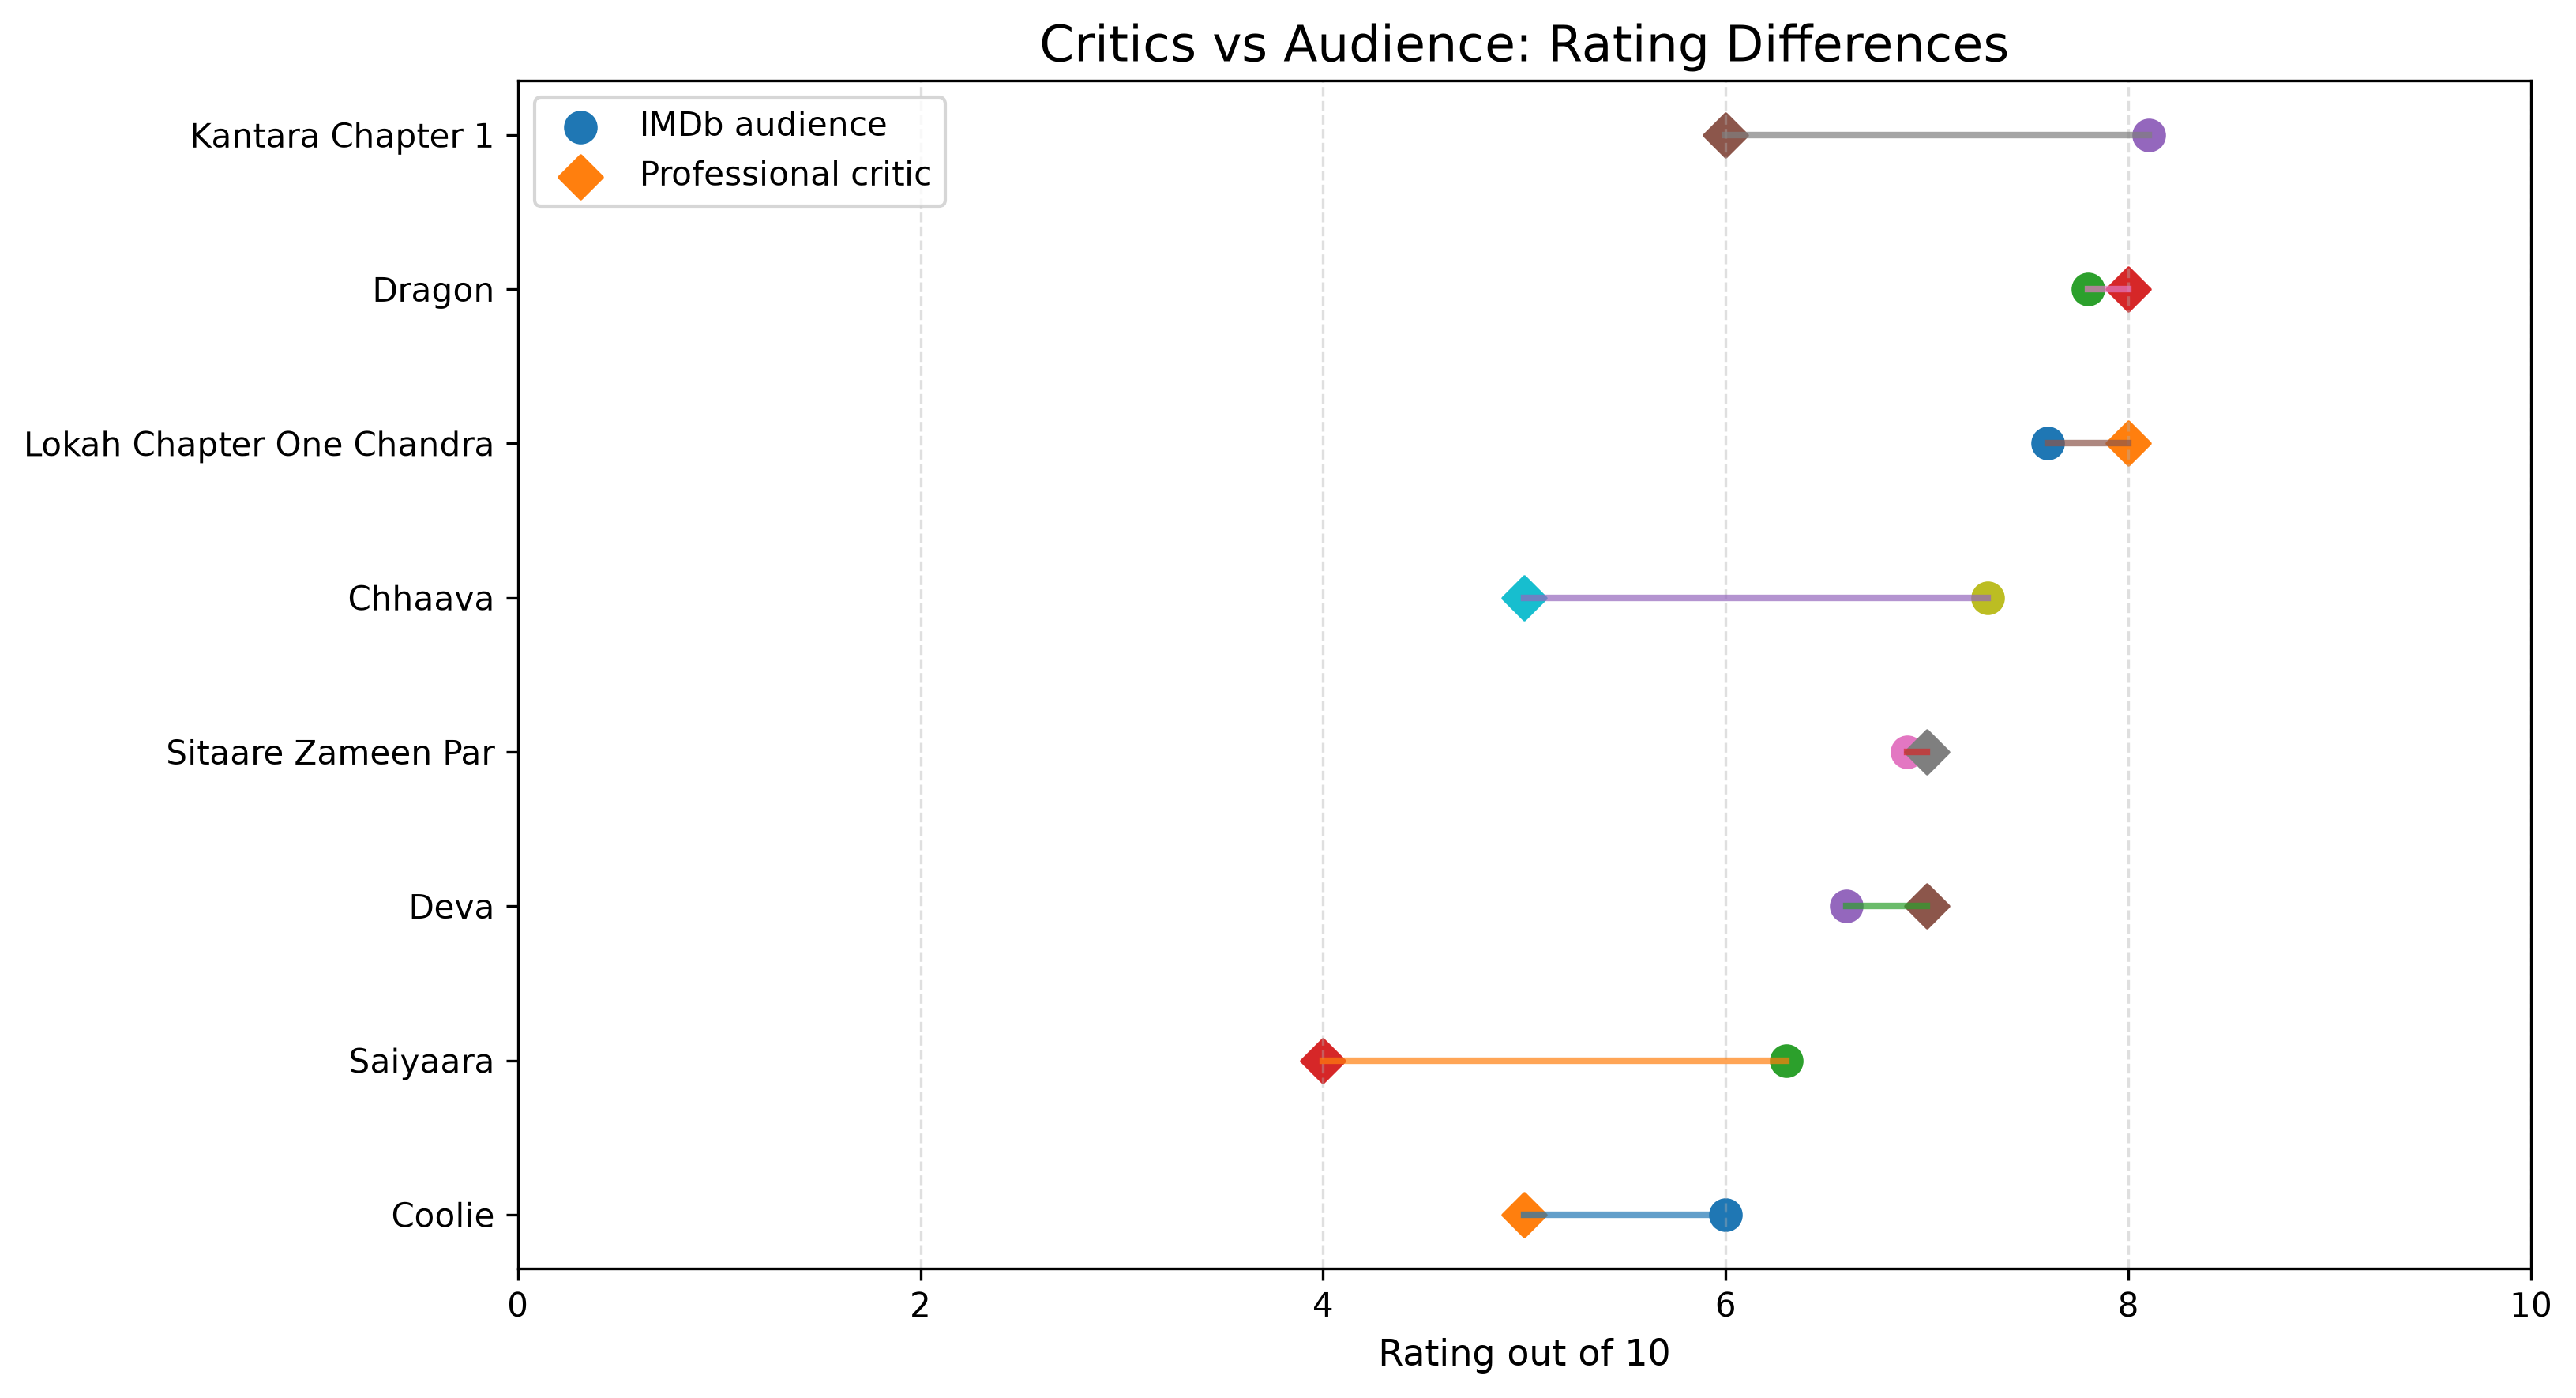 Critics vs Audience: Rating Differences
IMDb audience
Professional critic
Kantara Chapter 1
Dragon
Lokah Chapter One Chandra
Chhaava
Sitaare Zameen Par
Deva
Saiyaara
Coolie
0 2 4 6 8 10
Rating out of 10